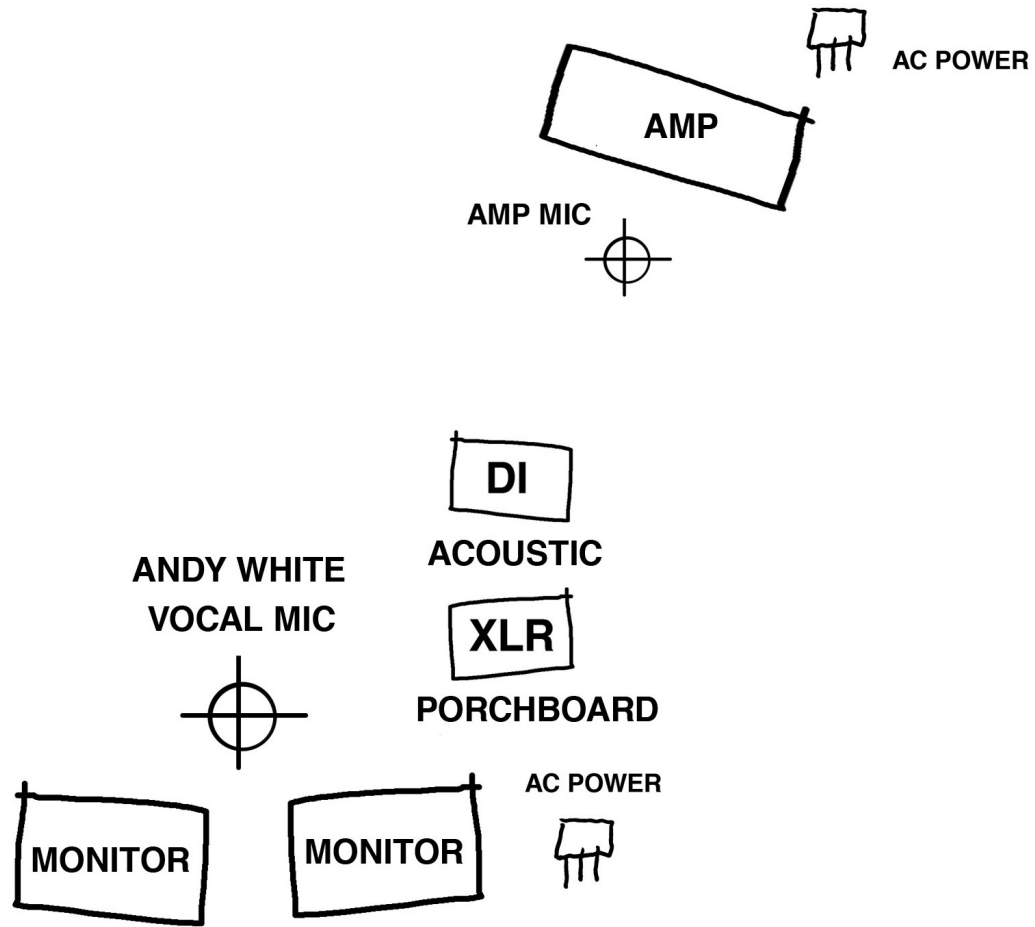 AC POWER
AMP
AMP MIC
DI
ACOUSTIC
ANDY WHITE
VOCAL MIC
XLR
PORCHBOARD
AC POWER
MONITOR
MONITOR